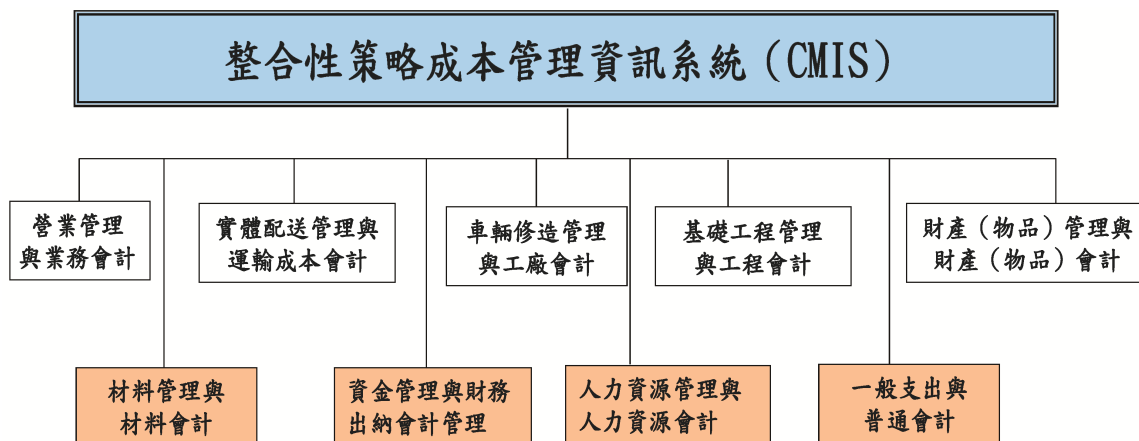 整合性策略成本管理資訊系統（CMIS）
營業管理
與業務會計
實體配送管理與
運輸成本會計
車輛修造管理
與工廠會計
基礎工程管理
與工程會計
財產（物品）管理與
財產（物品）會計
材料管理與
材料會計
資金管理與財務
出納會計管理
人力資源管理與
人力資源會計
一般支出與
普通會計